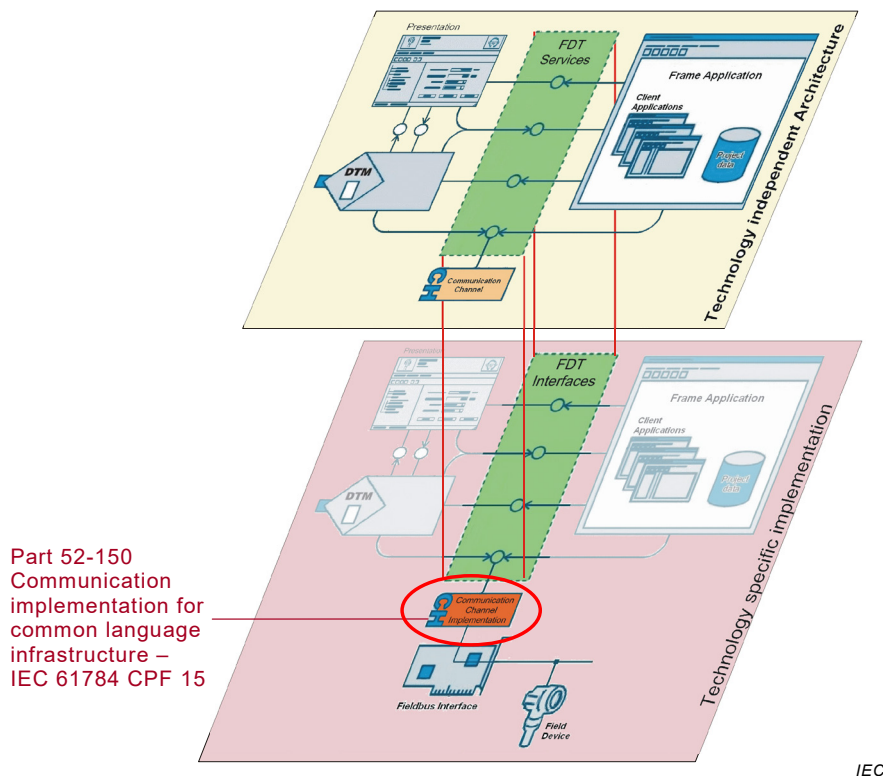 Presentation
FDT
Services
Frame Application
Client
Applications
Project
data
DTM
CH
Communication
Channel
Technology independent Architecture
Presentation
FDT
Interfaces
Frame Application
Client
Applications
Project
data
DTM
CH
Communication
Channel
Implementation
Technology specific implementation
Part 52-150
Communication
implementation for
common language
infrastructure –
IEC 61784 CPF 15
Fieldbus Interface
Field
Device
IEC